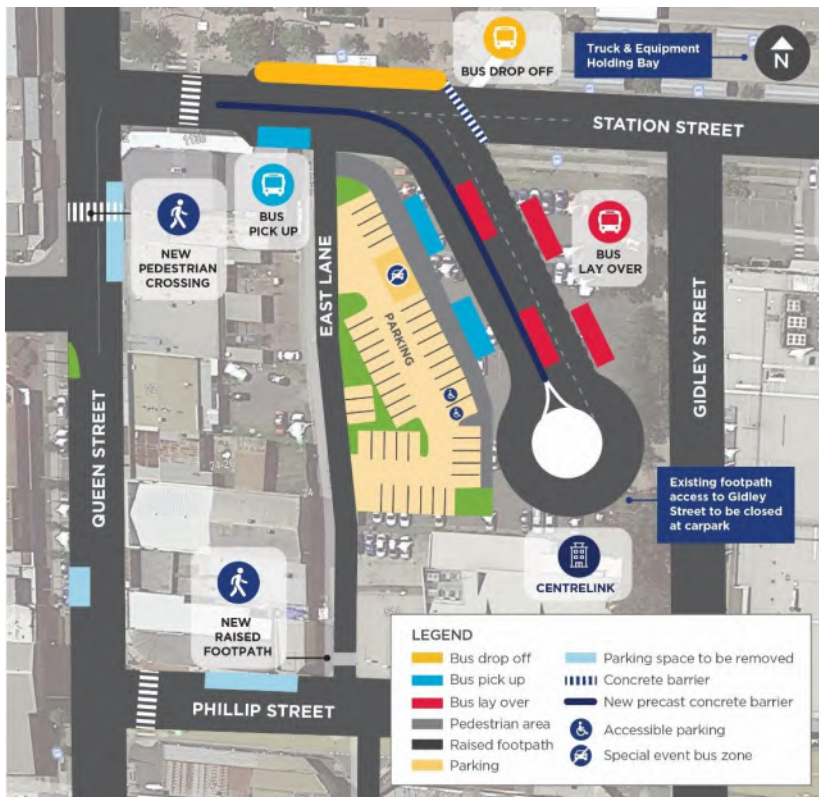 BUS DROP OFF
Truck & Equipment
Holding Bay
N
STATION STREET
BUS
PICK UP
NEW
PEDESTRIAN
CROSSING
BUS
LAY OVER
EAST LANE
PARKING
QUEEN STREET
GIDLEY STREET
Existing footpath
access to Gidley
Street to be closed
at carpark
CENTRELINK
NEW
RAISED
FOOTPATH
PHILLIP STREET
LEGEND
Bus drop off
Bus pick up
Bus lay over
Pedestrian area
Raised footpath
Parking
Parking space to be removed
Concrete barrier
New precast concrete barrier
Accessible parking
Special event bus zone